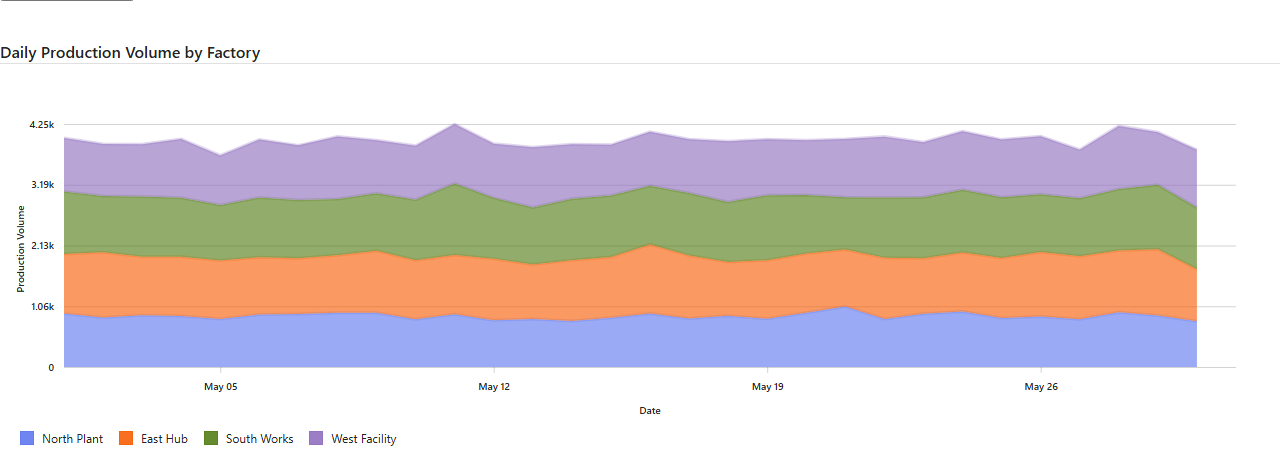 Daily Production Volume by Factory
4.25k
3.19k
2.13k
1.06k
0
Production Volume
May 05
May 12
May 19
May 26
Date
North Plant
East Hub
South Works
West Facility